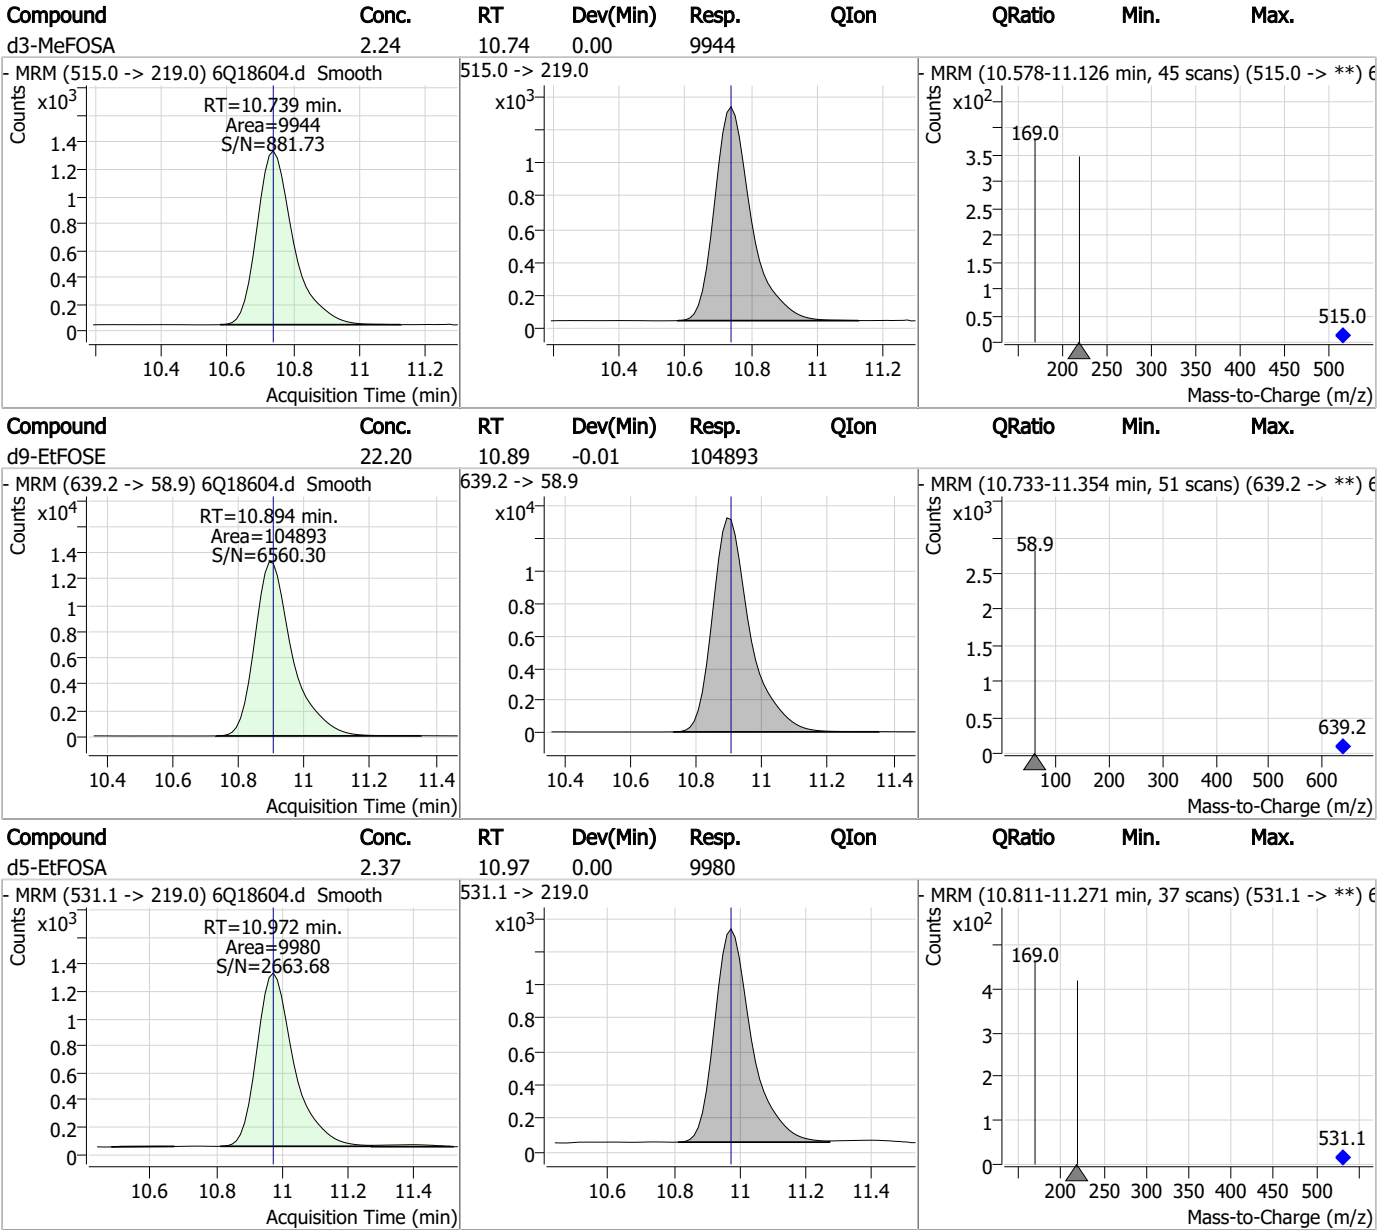 Compound Conc. RT Dev(Min) Resp. QIon QRatio Min. Max.
d3-MeFOSA 2.24 10.74 0.00 9944
- MRM (515.0 -> 219.0) 6Q18604.d Smooth
Counts
x10³
RT=10.739 min.
Area=9944
S/N=881.73
1.4
1.2
1
0.8
0.6
0.4
0.2
0
10.4 10.6 10.8 11 11.2
Acquisition Time (min)
515.0 -> 219.0
x10³
1
0.8
0.6
0.4
0.2
0
10.4 10.6 10.8 11 11.2
- MRM (10.578-11.126 min, 45 scans) (515.0 -> **) 6
Counts
x10²
169.0
3.5
3
2.5
2
1.5
1
0.5
0
515.0
200 250 300 350 400 450 500
Mass-to-Charge (m/z)
Compound Conc. RT Dev(Min) Resp. QIon QRatio Min. Max.
d9-EtFOSE 22.20 10.89 -0.01 104893
- MRM (639.2 -> 58.9) 6Q18604.d Smooth
Counts
x10⁴
RT=10.894 min.
Area=104893
S/N=6560.30
1.4
1.2
1
0.8
0.6
0.4
0.2
0
10.4 10.6 10.8 11 11.2 11.4
Acquisition Time (min)
639.2 -> 58.9
x10⁴
1
0.8
0.6
0.4
0.2
0
10.4 10.6 10.8 11 11.2 11.4
- MRM (10.733-11.354 min, 51 scans) (639.2 -> **) 6
Counts
x10³
58.9
2.5
2
1.5
1
0.5
0
639.2
100 200 300 400 500 600
Mass-to-Charge (m/z)
Compound Conc. RT Dev(Min) Resp. QIon QRatio Min. Max.
d5-EtFOSA 2.37 10.97 0.00 9980
- MRM (531.1 -> 219.0) 6Q18604.d Smooth
Counts
x10³
RT=10.972 min.
Area=9980
S/N=2663.68
1.4
1.2
1
0.8
0.6
0.4
0.2
0
10.6 10.8 11 11.2 11.4
Acquisition Time (min)
531.1 -> 219.0
x10³
1
0.8
0.6
0.4
0.2
0
10.6 10.8 11 11.2 11.4
- MRM (10.811-11.271 min, 37 scans) (531.1 -> **) 6
Counts
x10²
169.0
4
3
2
1
0
531.1
200 250 300 350 400 450 500
Mass-to-Charge (m/z)